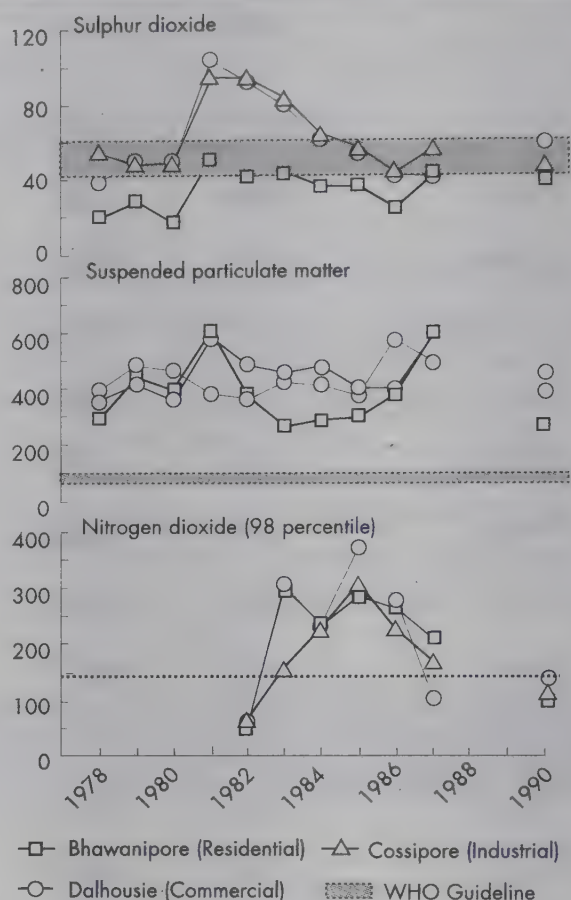 Sulphur dioxide
120
80
40
0
Suspended particulate matter
800
600
400
200
0
Nitrogen dioxide (98 percentile)
400
300
200
100
0
1978 1980 1982 1984 1986 1988 1990
Bhawanipore (Residential) Cossipore (Industrial)
Dalhousie (Commercial) WHO Guideline